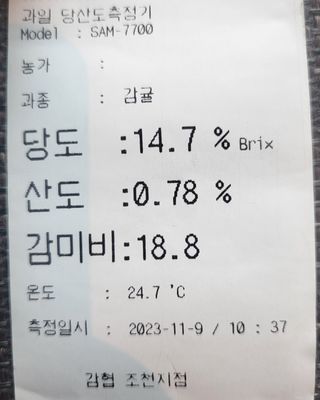 과일 당산도측정기
Model : SAM-7700
농가 :
과종 : 감귤
당도 :14.7 % Brix
산도 :0.78 %
감미비:18.8
온도 : 24.7 'C
측정일시 : 2023-11-9 / 10 : 37
감협 조천지점